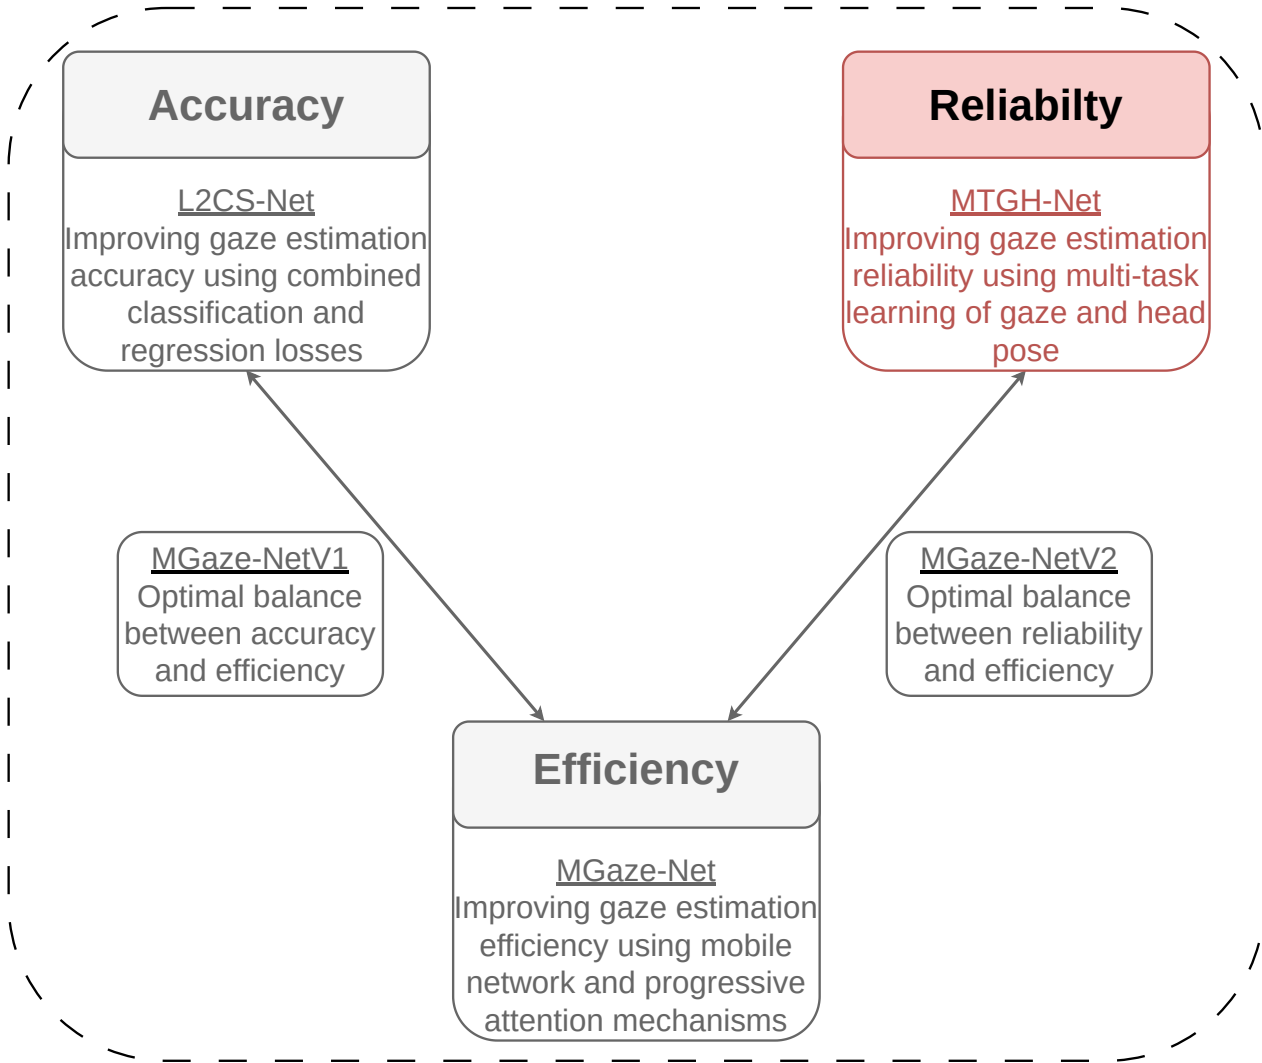 Accuracy
L2CS-Net
Improving gaze estimation
accuracy using combined
classification and
regression losses
Reliabilty
MTGH-Net
Improving gaze estimation
reliability using multi-task
learning of gaze and head
pose
MGaze-NetV1
Optimal balance
between accuracy
and efficiency
MGaze-NetV2
Optimal balance
between reliability
and efficiency
Efficiency
MGaze-Net
Improving gaze estimation
efficiency using mobile
network and progressive
attention mechanisms